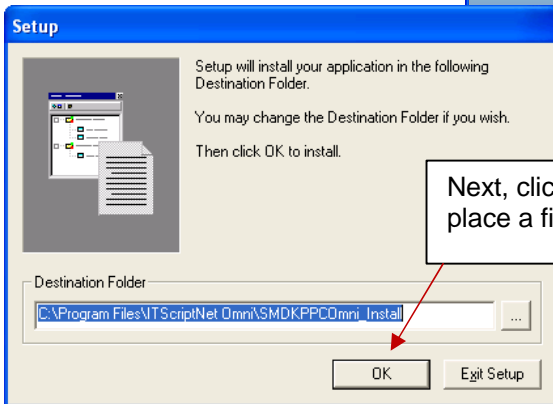 Setup
Setup will install your application in the following
Destination Folder.
You may change the Destination Folder if you wish.
Then click OK to install.
Next, clic
place a fi
Destination Folder
C:\Program Files\ITScriptNet Omni\SMDKPPCOmni_Install
...
OK
Exit Setup